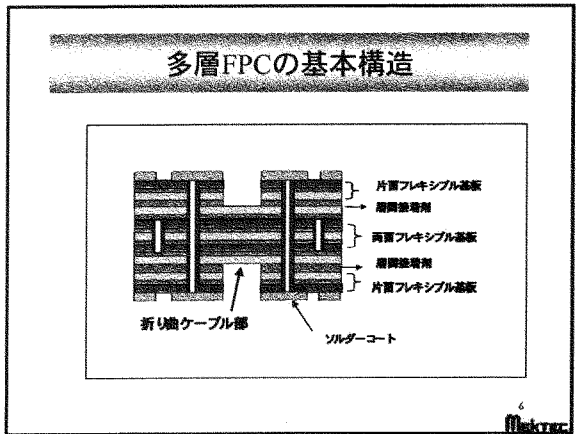 多層FPCの基本構造
片面フレキシブル基板
層間接着剤
両面フレキシブル基板
層間接着剤
片面フレキシブル基板
折り曲ケーブル部
ソルダーコート
6
Mektec